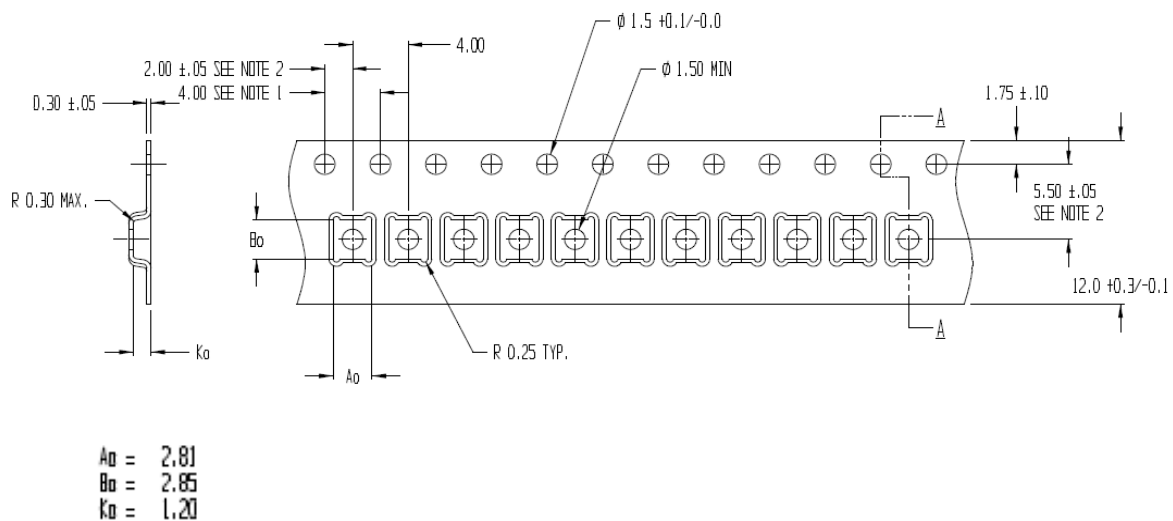 ϕ 1.5 +0.1/-0.0
4.00
2.00 ±.05 SEE NOTE 2
ϕ 1.50 MIN
4.00 SEE NOTE 1
0.30 ±.05
1.75 ±.10
A
R 0.30 MAX.
5.50 ±.05
SEE NOTE 2
Bo
12.0 +0.3/-0.1
A
Ko
R 0.25 TYP.
Ao
Ao = 2.81
Bo = 2.85
Ko = 1.20